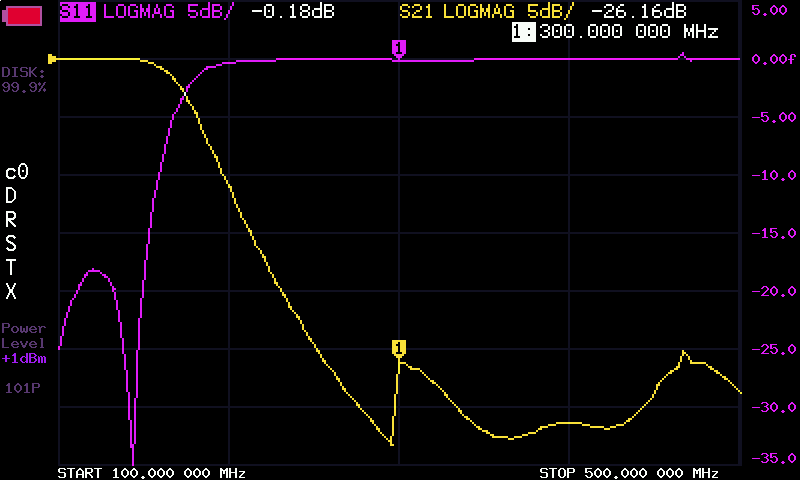 S11 LOGMAG 5dB/ -0.18dB S21 LOGMAG 5dB/ -26.16dB 5.00
1: 300.000 000 MHz
1
0.00f
DISK:
99.9%
-5.00
c0
-10.0
D
R
-15.0
S
T
X
-20.0
Power
Level
1
-25.0
+1dBm
101P
-30.0
-35.0
START 100.000 000 MHz STOP 500.000 000 MHz